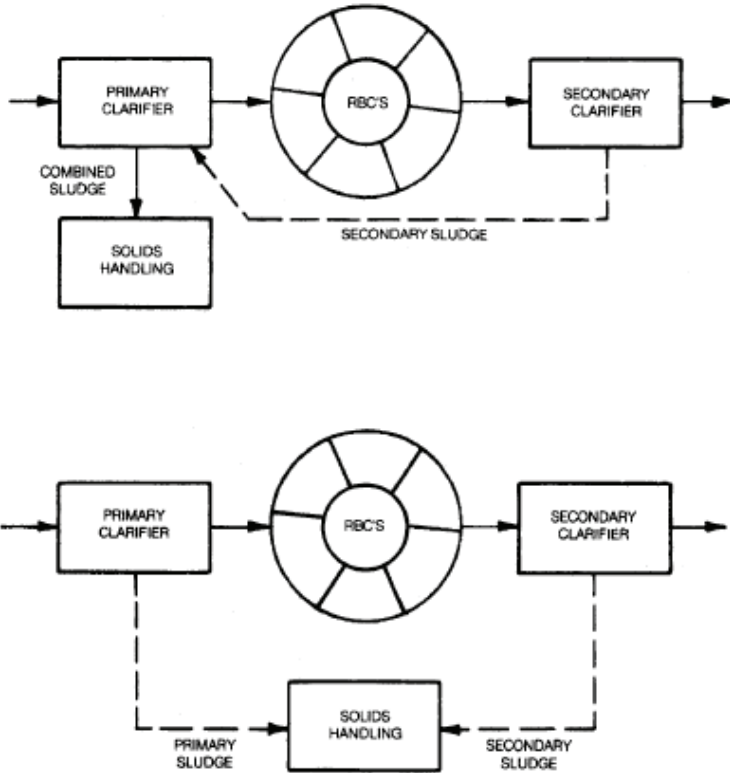 PRIMARY
CLARIFIER
RBC'S
SECONDARY
CLARIFIER
COMBINED
SLUDGE
SECONDARY SLUDGE
SOLIDS
HANDLING
PRIMARY
CLARIFIER
RBC'S
SECONDARY
CLARIFIER
SOLIDS
HANDLING
PRIMARY
SLUDGE
SECONDARY
SLUDGE